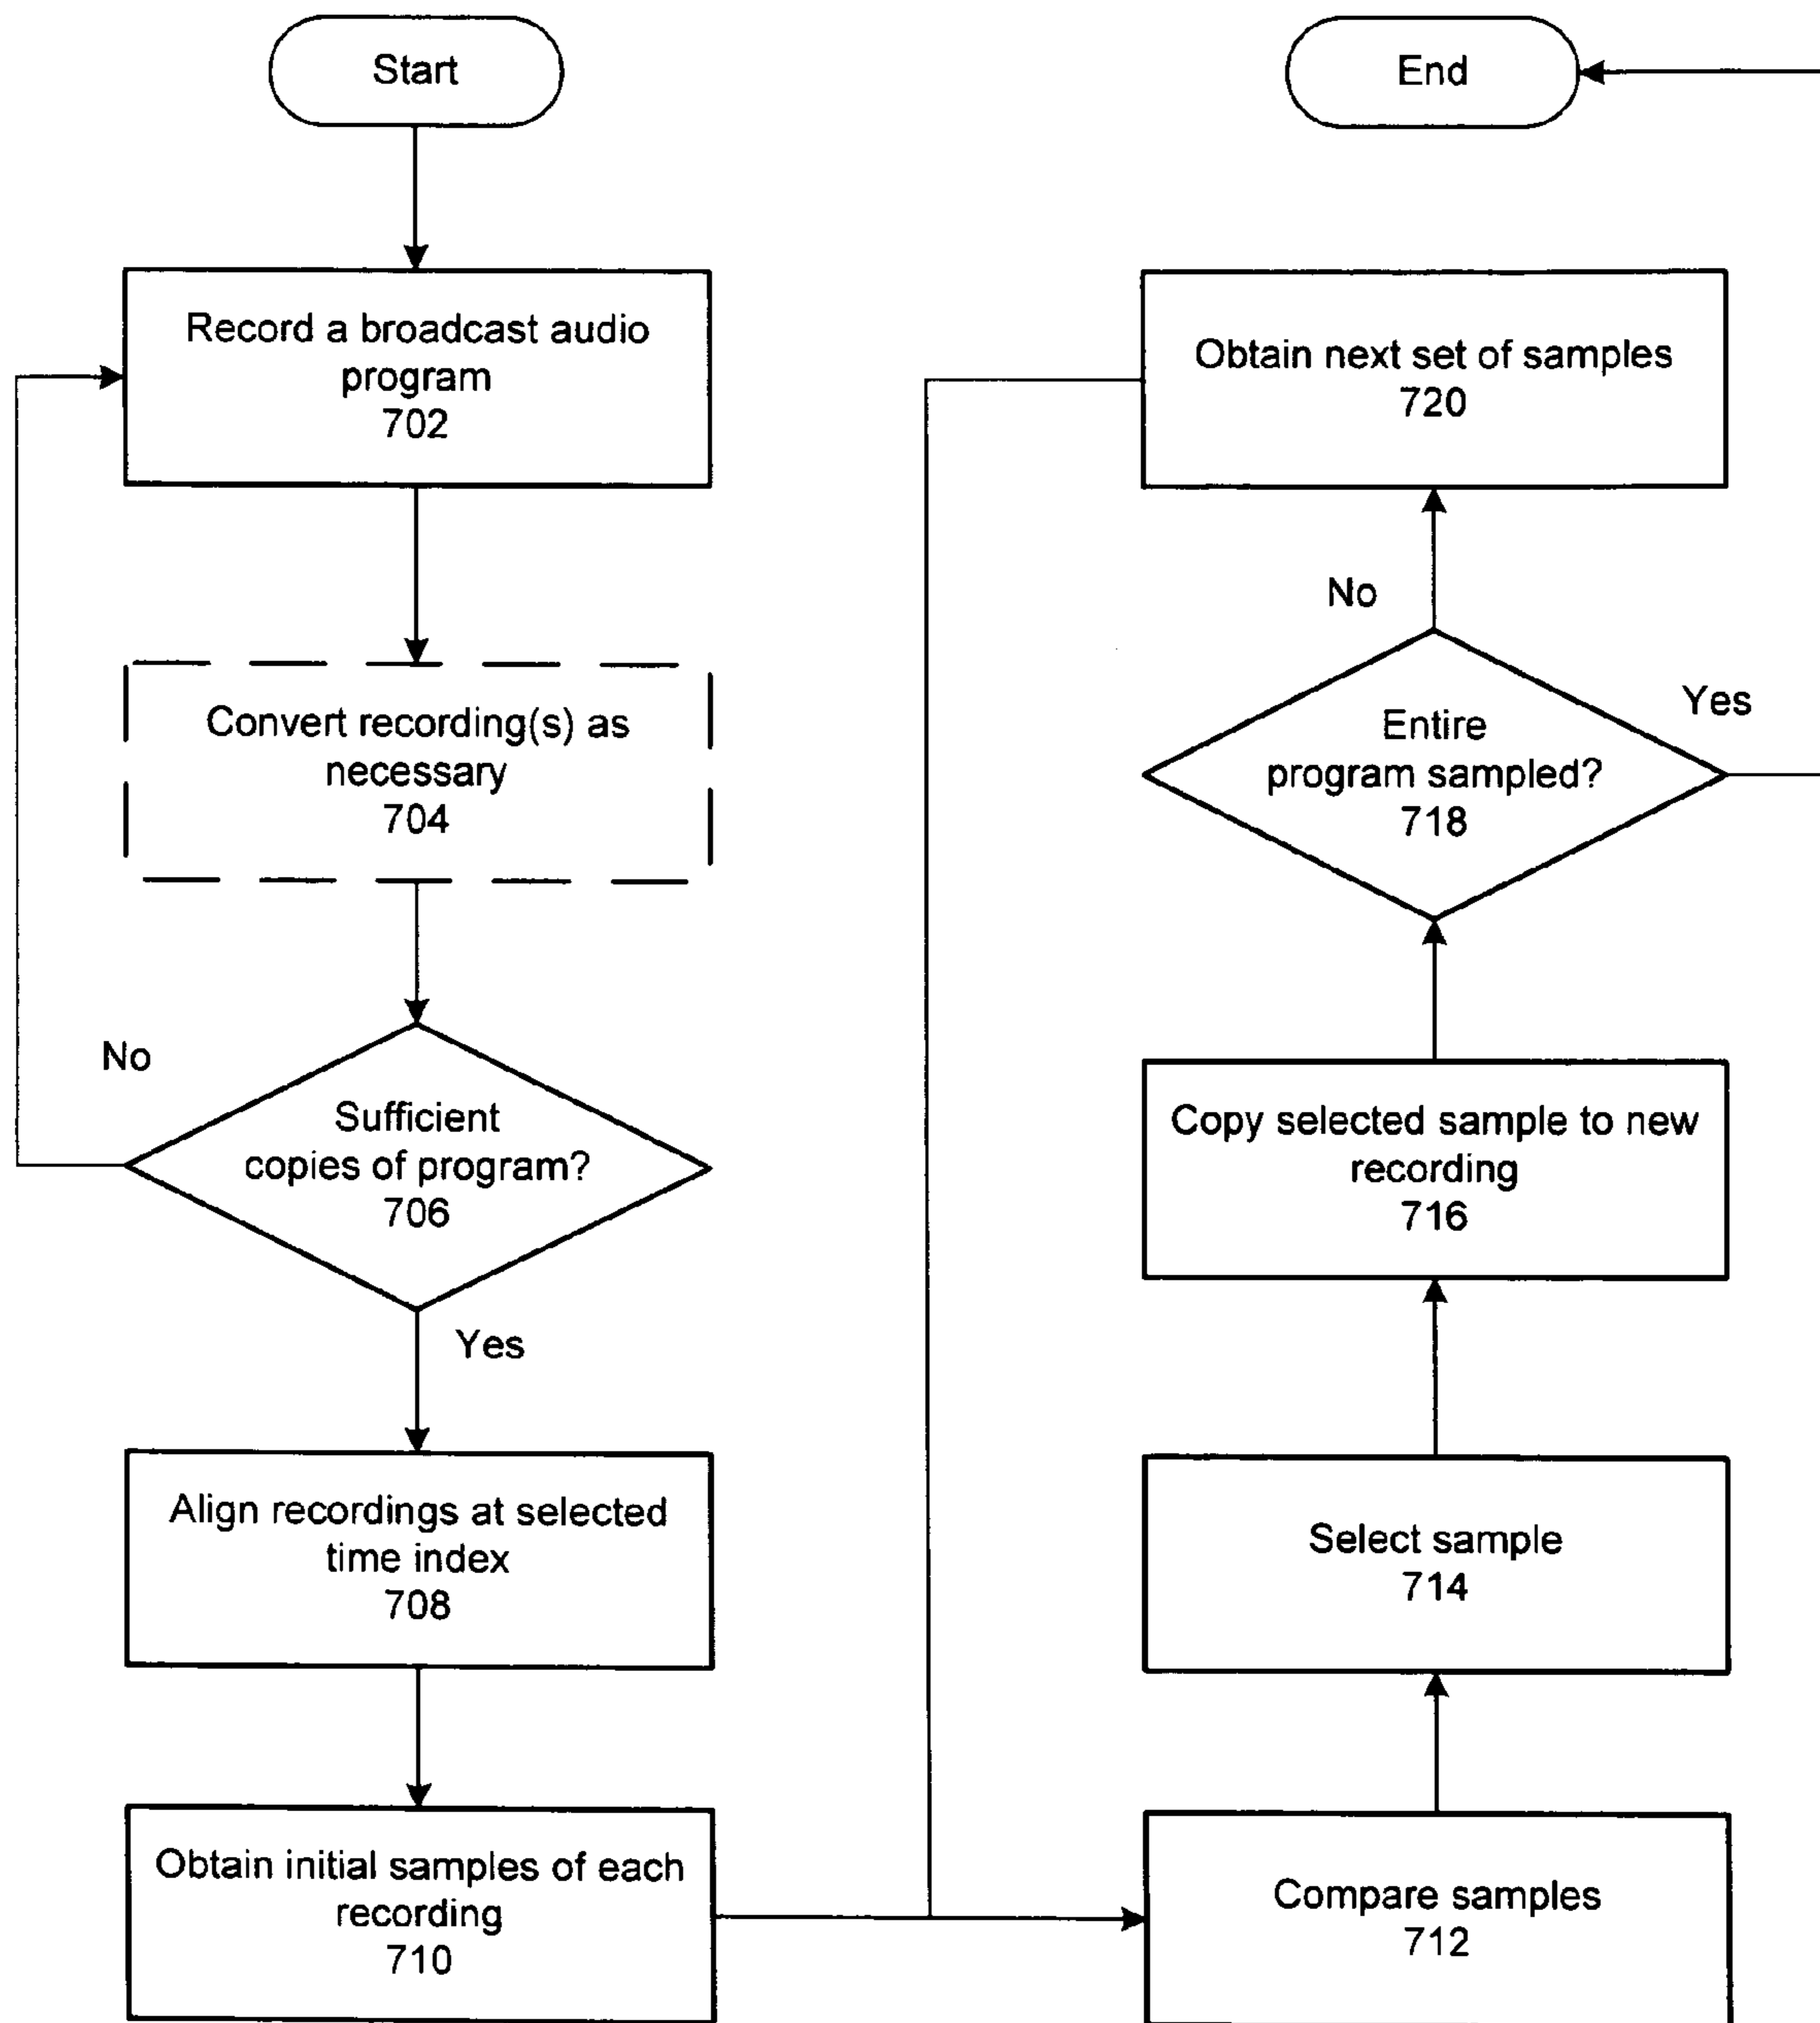 Start
Record a broadcast audio
program
702
Convert recording(s) as
necessary
704
No
Sufficient
copies of program?
706
Yes
Align recordings at selected
time index
708
Obtain initial samples of each
recording
710
End
Obtain next set of samples
720
No
Entire
program sampled?
718
Yes
Copy selected sample to new
recording
716
Select sample
714
Compare samples
712